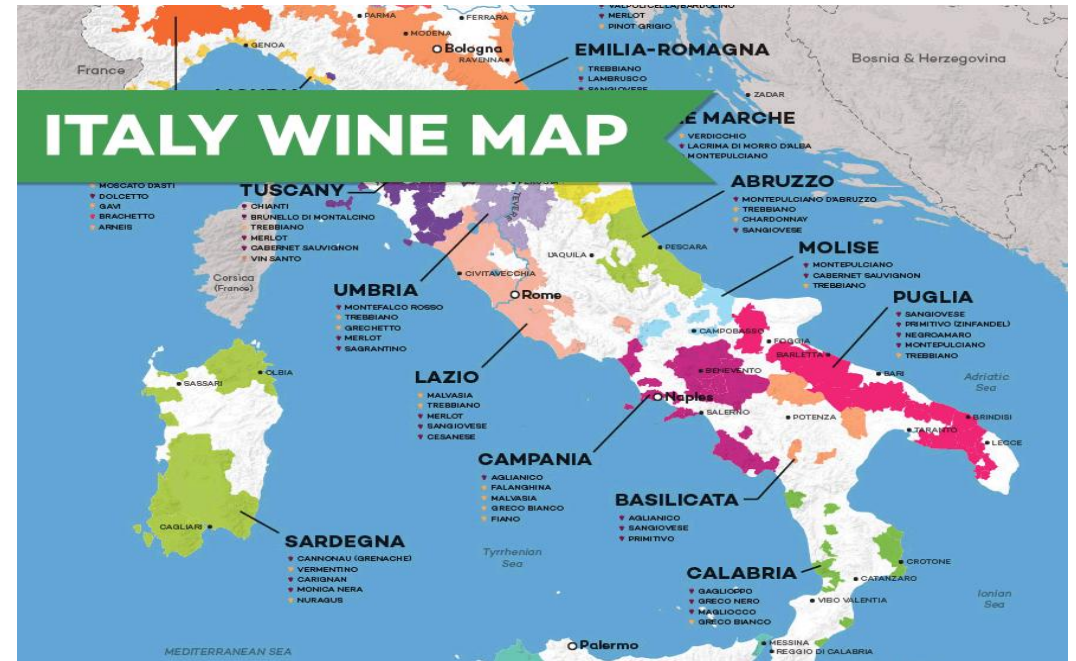 VALPOLICELLA/BARDOLINO
MERLOT
PINOT GRIGIO
PARMA
FERRARA
MODENA
GENOA
Bologna
RAVENNA
France
EMILIA-ROMAGNA
TREBBIANO
LAMBRUSCO
SANGIOVESE
Bosnia & Herzegovina
ZADAR
ITALY WINE MAP
LE MARCHE
VERDICCHIO
LACRIMA DI MORRO D'ALBA
MONTEPULCIANO
MOSCATO D'ASTI
DOLCETTO
GAVI
BRACHETTO
ARNEIS
TUSCANY
CHIANTI
BRUNELLO DI MONTALCINO
TREBBIANO
MERLOT
CABERNET SAUVIGNON
VIN SANTO
TEVERE
ABRUZZO
MONTEPULCIANO D'ABRUZZO
TREBBIANO
CHARDONNAY
SANGIOVESE
L'AQUILA
PESCARA
Corsica
(France)
CIVITAVECCHIA
Rome
MOLISE
MONTEPULCIANO
CABERNET SAUVIGNON
TREBBIANO
UMBRIA
MONTEFALCO ROSSO
TREBBIANO
GRECHETTO
MERLOT
SAGRANTINO
PUGLIA
SANGIOVESE
PRIMITIVO (ZINFANDEL)
NEGROAMARO
MONTEPULCIANO
TREBBIANO
CAMPOBASSO
FOGGIA
BARLETTA
BARI
Adriatic
Sea
OLBIA
SASSARI
LAZIO
MALVASIA
TREBBIANO
MERLOT
SANGIOVESE
CESANESE
BENEVENTO
Naples
SALERNO
POTENZA
TARANTO
BRINDISI
LECCE
CAMPANIA
AGLIANICO
FALANGHINA
MALVASIA
GRECO BIANCO
FIANO
BASILICATA
AGLIANICO
SANGIOVESE
PRIMITIVO
CAGLIARI
SARDEGNA
CANNONAU (GRENACHE)
VERMENTINO
CARIGNAN
MONICA NERA
NURAGUS
Tyrrhenian
Sea
CALABRIA
GAGLIOPPO
GRECO NERO
MAGLIOCCO
GRECO BIANCO
CROTONE
CATANZARO
VIBO VALENTIA
Ionian
Sea
MEDITERRANEAN SEA
Palermo
MESSINA
REGGIO DI CALABRIA